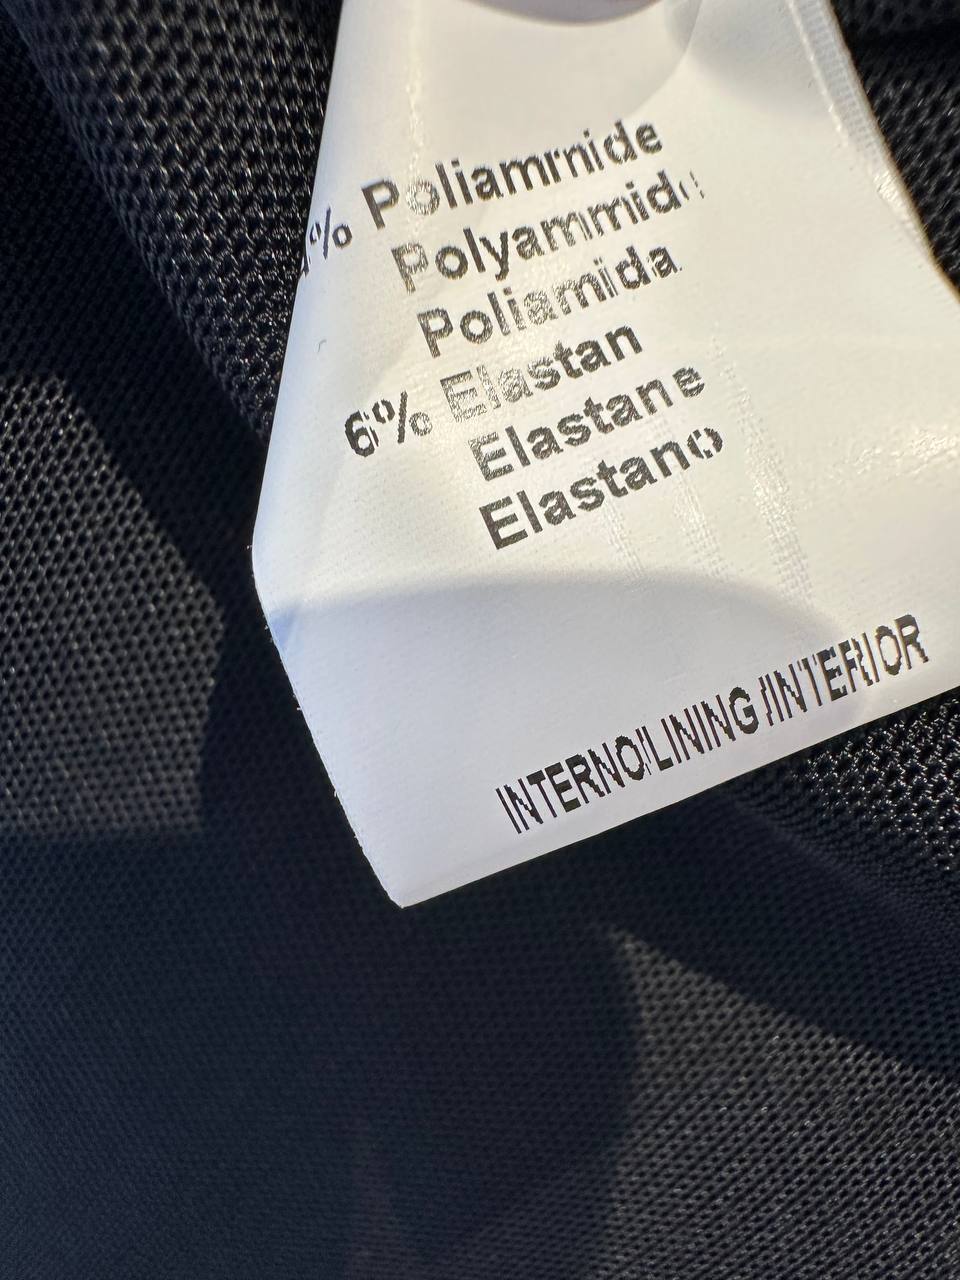 % Poliammide
Polyammide
Poliamida
6% Elastan
Elastane
Elastano
INTERNO/LINING /INTERIOR